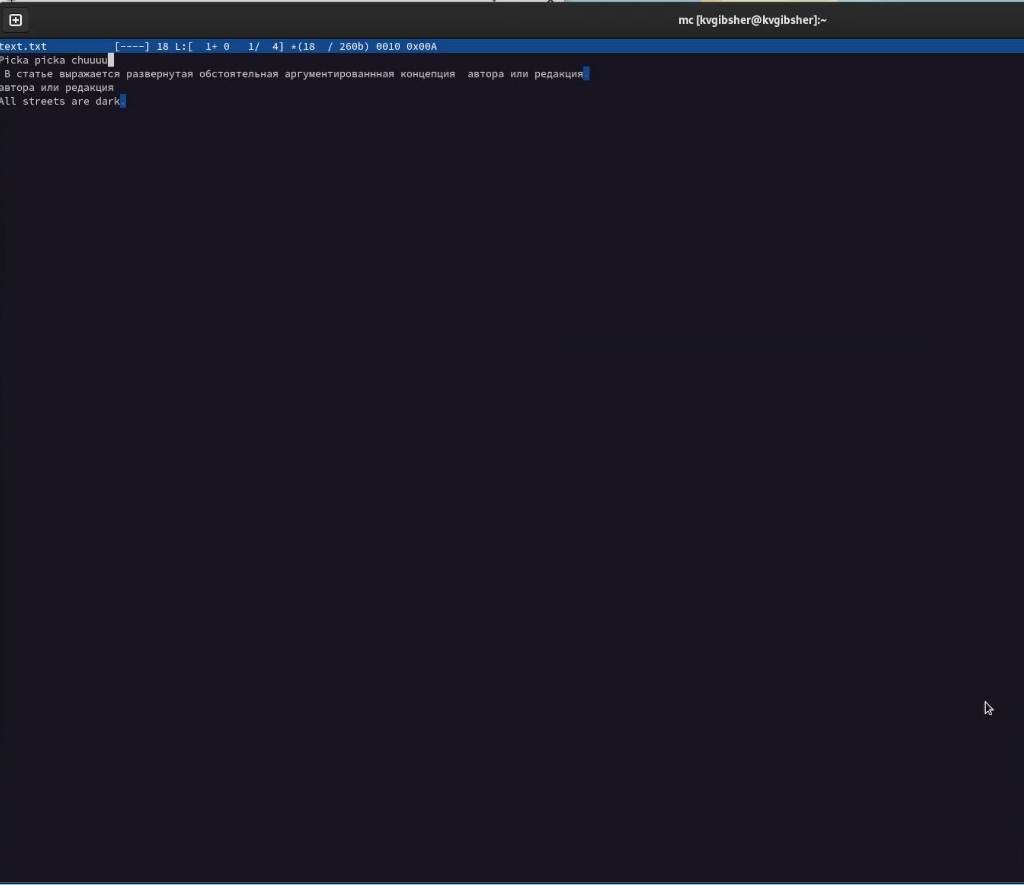 mc [kvgibsher@kvgibsher]:~
text.txt [----] 18 L:[ 1+ 0 1/ 4] *(18 / 260b) 0010 0x00A
Picka picka chuuuu
В статье выражается развернутая обстоятельная аргументированнная концепция автора или редакция.
автора или редакция
All streets are dark.